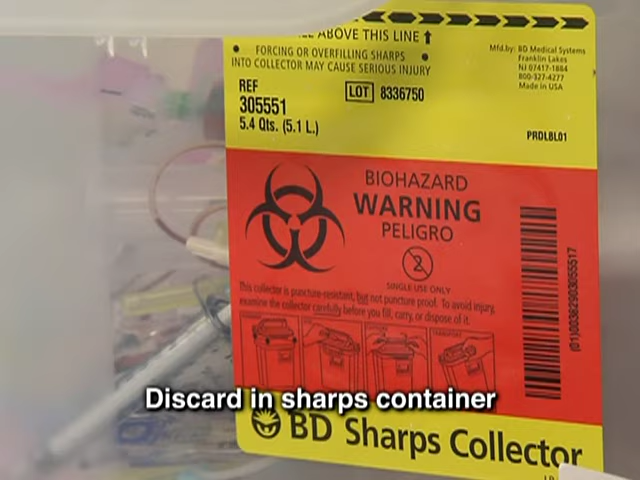 ABOVE THIS LINE
FORCING OR OVERFILLING SHARPS
INTO COLLECTOR MAY CAUSE SERIOUS INJURY
Mfd.by: BD Medical Systems
Franklin Lakes
NJ 07417-1884
800-327-4277
Made in USA
REF
305551
5.4 Qts. (5.1 L.)
LOT 8336750
PRDLBL01
BIOHAZARD
WARNING
PELIGRO
2
SINGLE USE ONLY
This collector is puncture-resistant, but not puncture proof. To avoid injury,
examine the collector carefully before you fill, carry, or dispose of it.
(01)00382903055517
Discard in sharps container
BD Sharps Collector